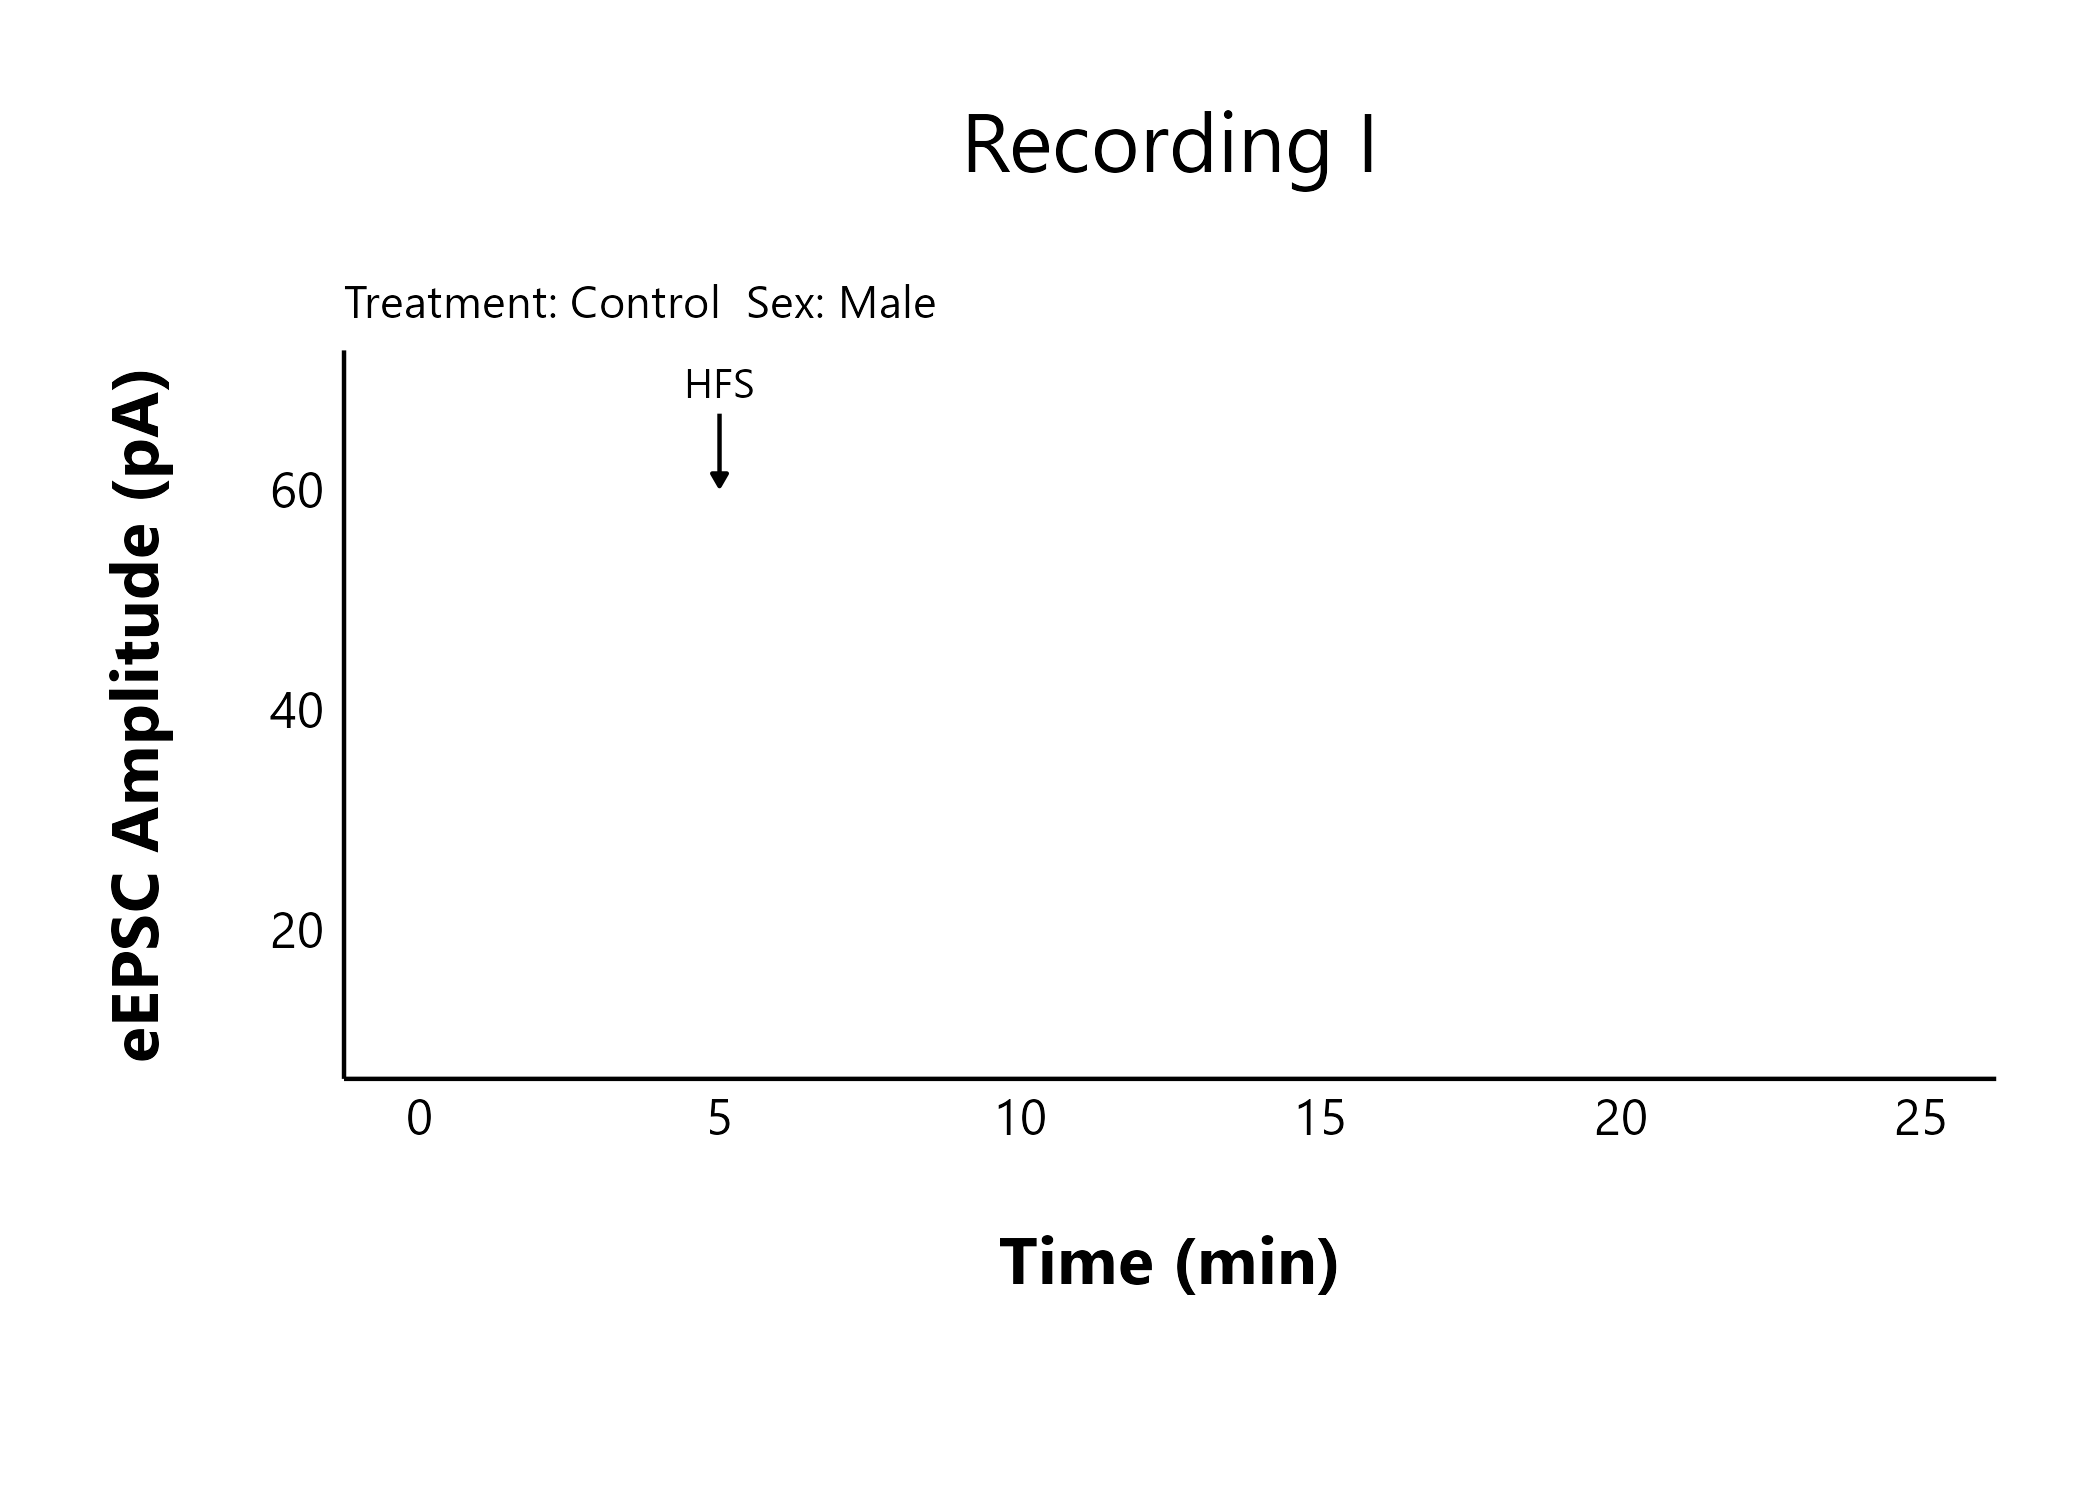 Recording I
Treatment: Control  Sex: Male
HFS
eEPSC Amplitude (pA)
60
40
20
0 5 10 15 20 25
Time (min)